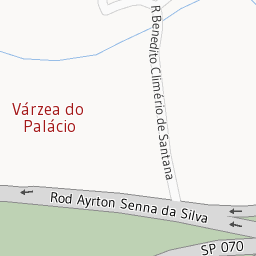 R Benedito Climério de Santana
Várzea do
Palácio
Rod Ayrton Senna da Silva
SP 070